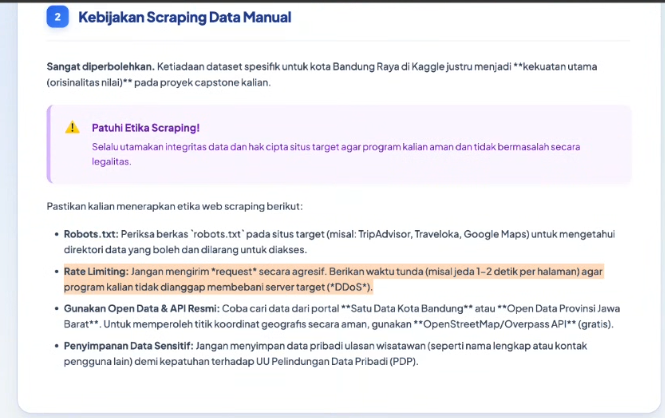 2 Kebijakan Scraping Data Manual
Sangat diperbolehkan. Ketiadaan dataset spesifik untuk kota Bandung Raya di Kaggle justru menjadi **kekuatan utama
(orisinalitas nilai)** pada proyek capstone kalian.
Patuhi Etika Scraping!
Selalu utamakan integritas data dan hak cipta situs target agar program kalian aman dan tidak bermasalah secara
legalitas.
Pastikan kalian menerapkan etika web scraping berikut:
• Robots.txt: Periksa berkas `robots.txt` pada situs target (misal: TripAdvisor, Traveloka, Google Maps) untuk mengetahui
direktori data yang boleh dan dilarang untuk diakses.
• Rate Limiting: Jangan mengirim *request* secara agresif. Berikan waktu tunda (misal jeda 1-2 detik per halaman) agar
program kalian tidak dianggap membebani server target (*DDoS*).
• Gunakan Open Data & API Resmi: Coba cari data dari portal **Satu Data Kota Bandung** atau **Open Data Provinsi Jawa
Barat**. Untuk memperoleh titik koordinat geografis secara aman, gunakan **OpenStreetMap/Overpass API** (gratis).
• Penyimpanan Data Sensitif: Jangan menyimpan data pribadi ulasan wisatawan (seperti nama lengkap atau kontak
pengguna lain) demi kepatuhan terhadap UU Pelindungan Data Pribadi (PDP).